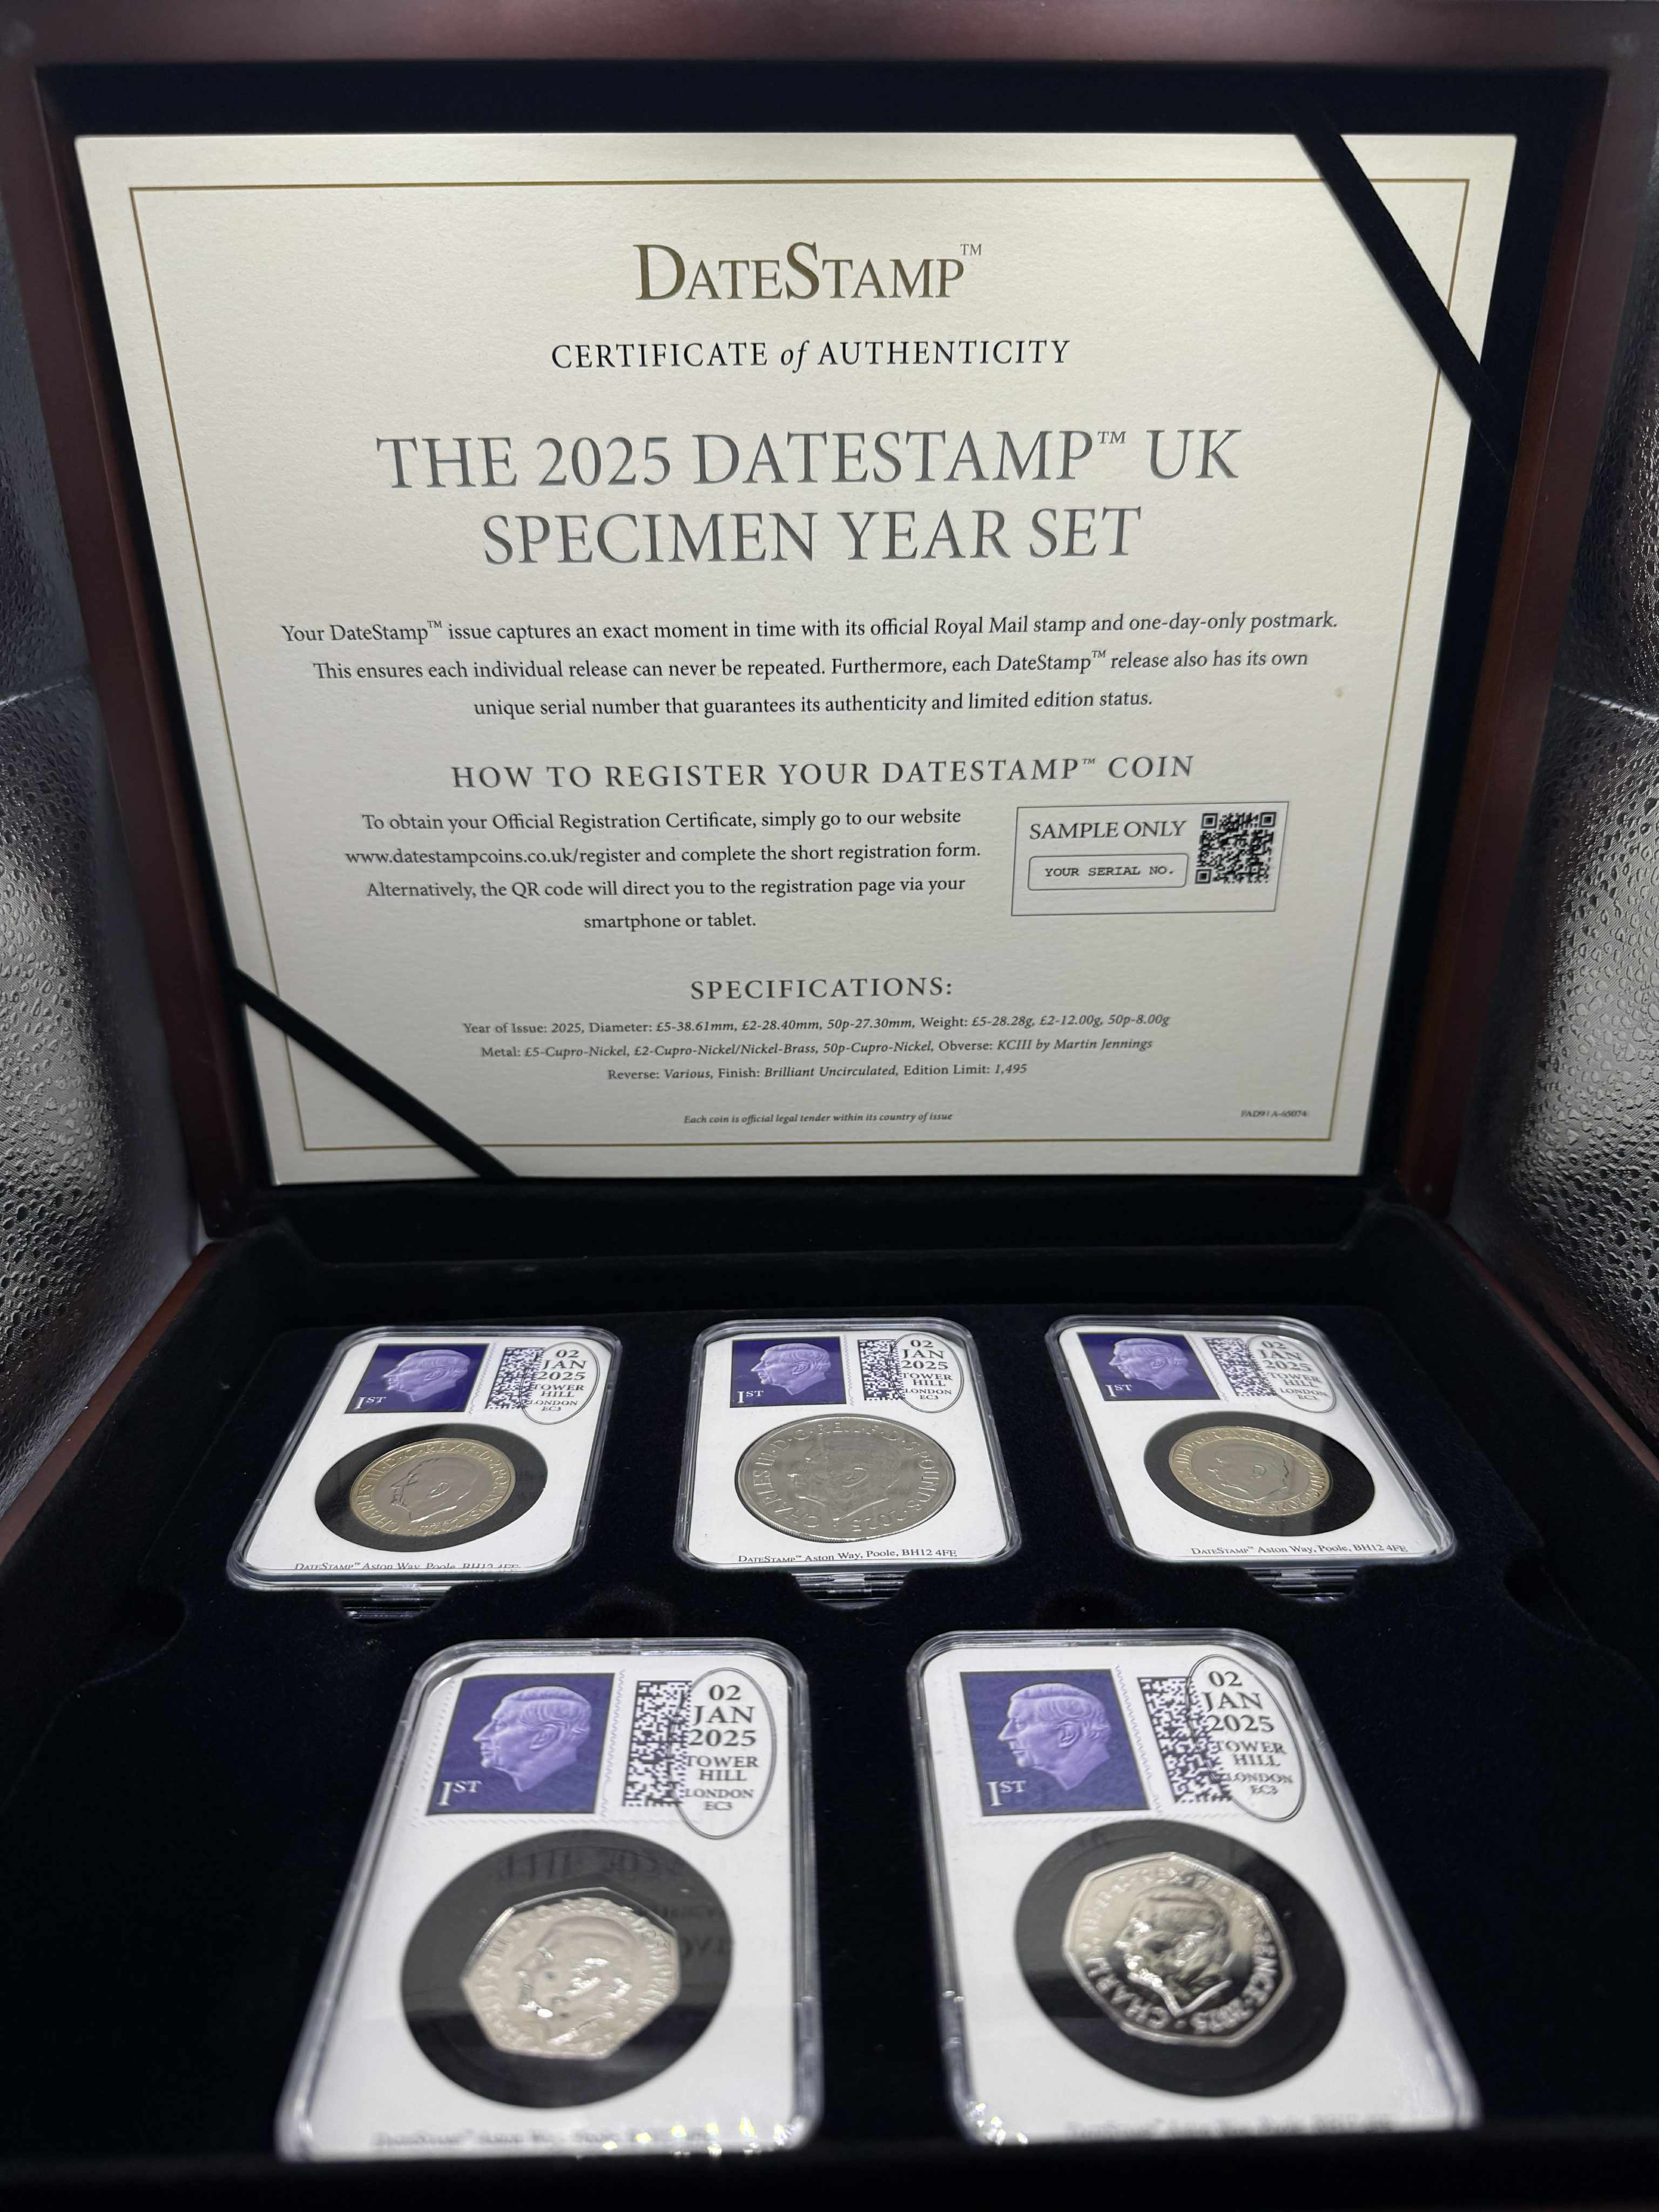 DATESTAMP™
CERTIFICATE of AUTHENTICITY
THE 2025 DATESTAMP™ UK
SPECIMEN YEAR SET
Your DateStamp™ issue captures an exact moment in time with its official Royal Mail stamp and one-day-only postmark.
This ensures each individual release can never be repeated. Furthermore, each DateStamp™ release also has its own
unique serial number that guarantees its authenticity and limited edition status.
HOW TO REGISTER YOUR DATESTAMP™ COIN
To obtain your Official Registration Certificate, simply go to our website
www.datestampcoins.co.uk/register and complete the short registration form.
Alternatively, the QR code will direct you to the registration page via your
smartphone or tablet.
SAMPLE ONLY
YOUR SERIAL NO.
SPECIFICATIONS:
Year of Issue: 2025, Diameter: £5-38.61mm, £2-28.40mm, 50p-27.30mm, Weight: £5-28.28g, £2-12.00g, 50p-8.00g
Metal: £5-Cupro-Nickel, £2-Cupro-Nickel/Nickel-Brass, 50p-Cupro-Nickel, Obverse: KCIII by Martin Jennings
Reverse: Various, Finish: Brilliant Uncirculated, Edition Limit: 1,495
Each coin is official legal tender within its country of issue
1ST
02
JAN
2025
TOWER
HILL
LONDON
EC3
DATESTAMP™ Aston Way, Poole, BH12 4FE
1ST
02
JAN
2025
TOWER
HILL
LONDON
EC3
CHARLES III · D · G · REX · F · D · 5 POUNDS · 2025
DATESTAMP™ Aston Way, Poole, BH12 4FE
1ST
02
JAN
2025
TOWER
HILL
LONDON
EC3
DATESTAMP™ Aston Way, Poole, BH12 4FE
1ST
02
JAN
2025
TOWER
HILL
LONDON
EC3
1ST
02
JAN
2025
TOWER
HILL
LONDON
EC3